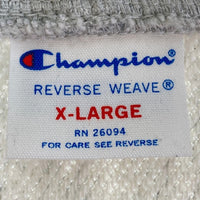 Champion®
REVERSE WEAVE®
X-LARGE
RN 26094
FOR CARE SEE REVERSE